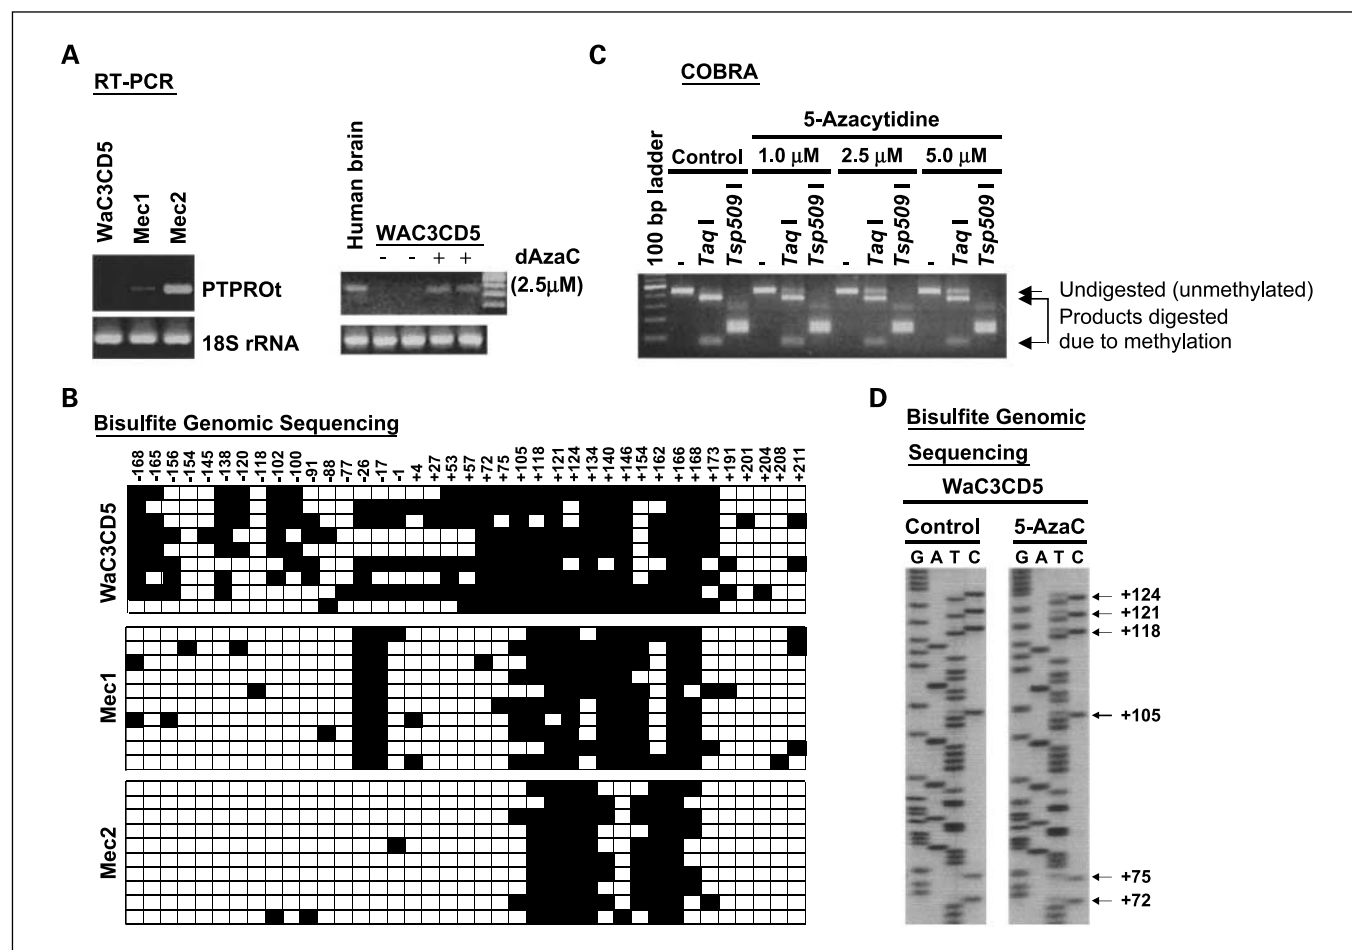 A
RT-PCR
WaC3CD5
Mec1
Mec2
PTPROt
18S rRNA
Human brain
WAC3CD5
- - + +
dAzaC
(2.5μM)
C
COBRA
5-Azacytidine
Control 1.0 μM 2.5 μM 5.0 μM
100 bp ladder
- Taq I Tsp509 I - Taq I Tsp509 I - Taq I Tsp509 I - Taq I Tsp509 I
Undigested (unmethylated)
Products digested
due to methylation
B
Bisulfite Genomic Sequencing
-168 -165 -156 -154 -145 -138 -120 -118 -102 -100 -91 -88 -77 -26 -17 -1 +4 +27 +53 +57 +72 +75 +105 +118 +121 +124 +134 +140 +146 +154 +162 +166 +168 +173 +191 +201 +204 +208 +211
WaC3CD5
Mec1
Mec2
D
Bisulfite Genomic
Sequencing
WaC3CD5
Control 5-AzaC
G A T C G A T C
+124
+121
+118
+105
+75
+72